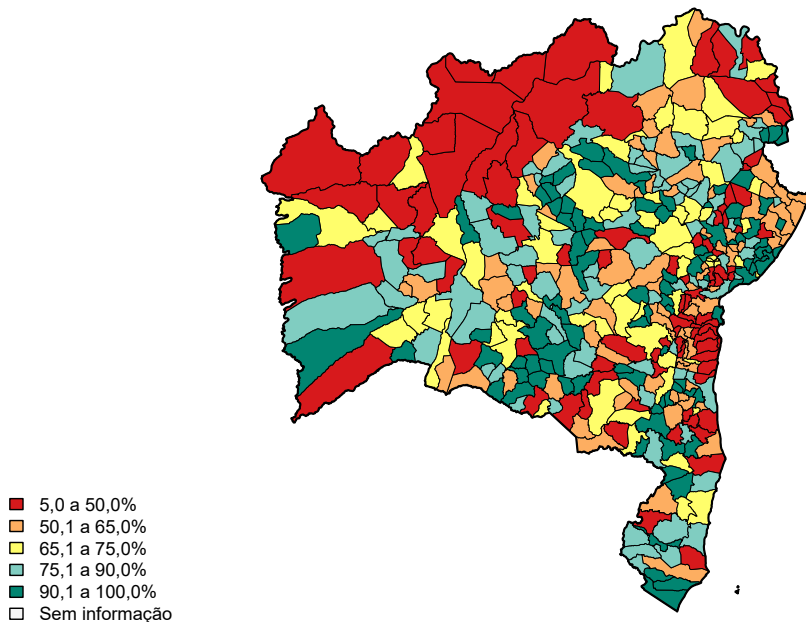 5,0 a 50,0%
50,1 a 65,0%
65,1 a 75,0%
75,1 a 90,0%
90,1 a 100,0%
Sem informação